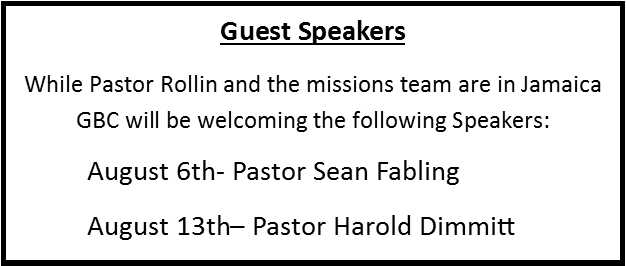 Guest Speakers
While Pastor Rollin and the missions team are in Jamaica
GBC will be welcoming the following Speakers:
August 6th- Pastor Sean Fabling
August 13th– Pastor Harold Dimmitt